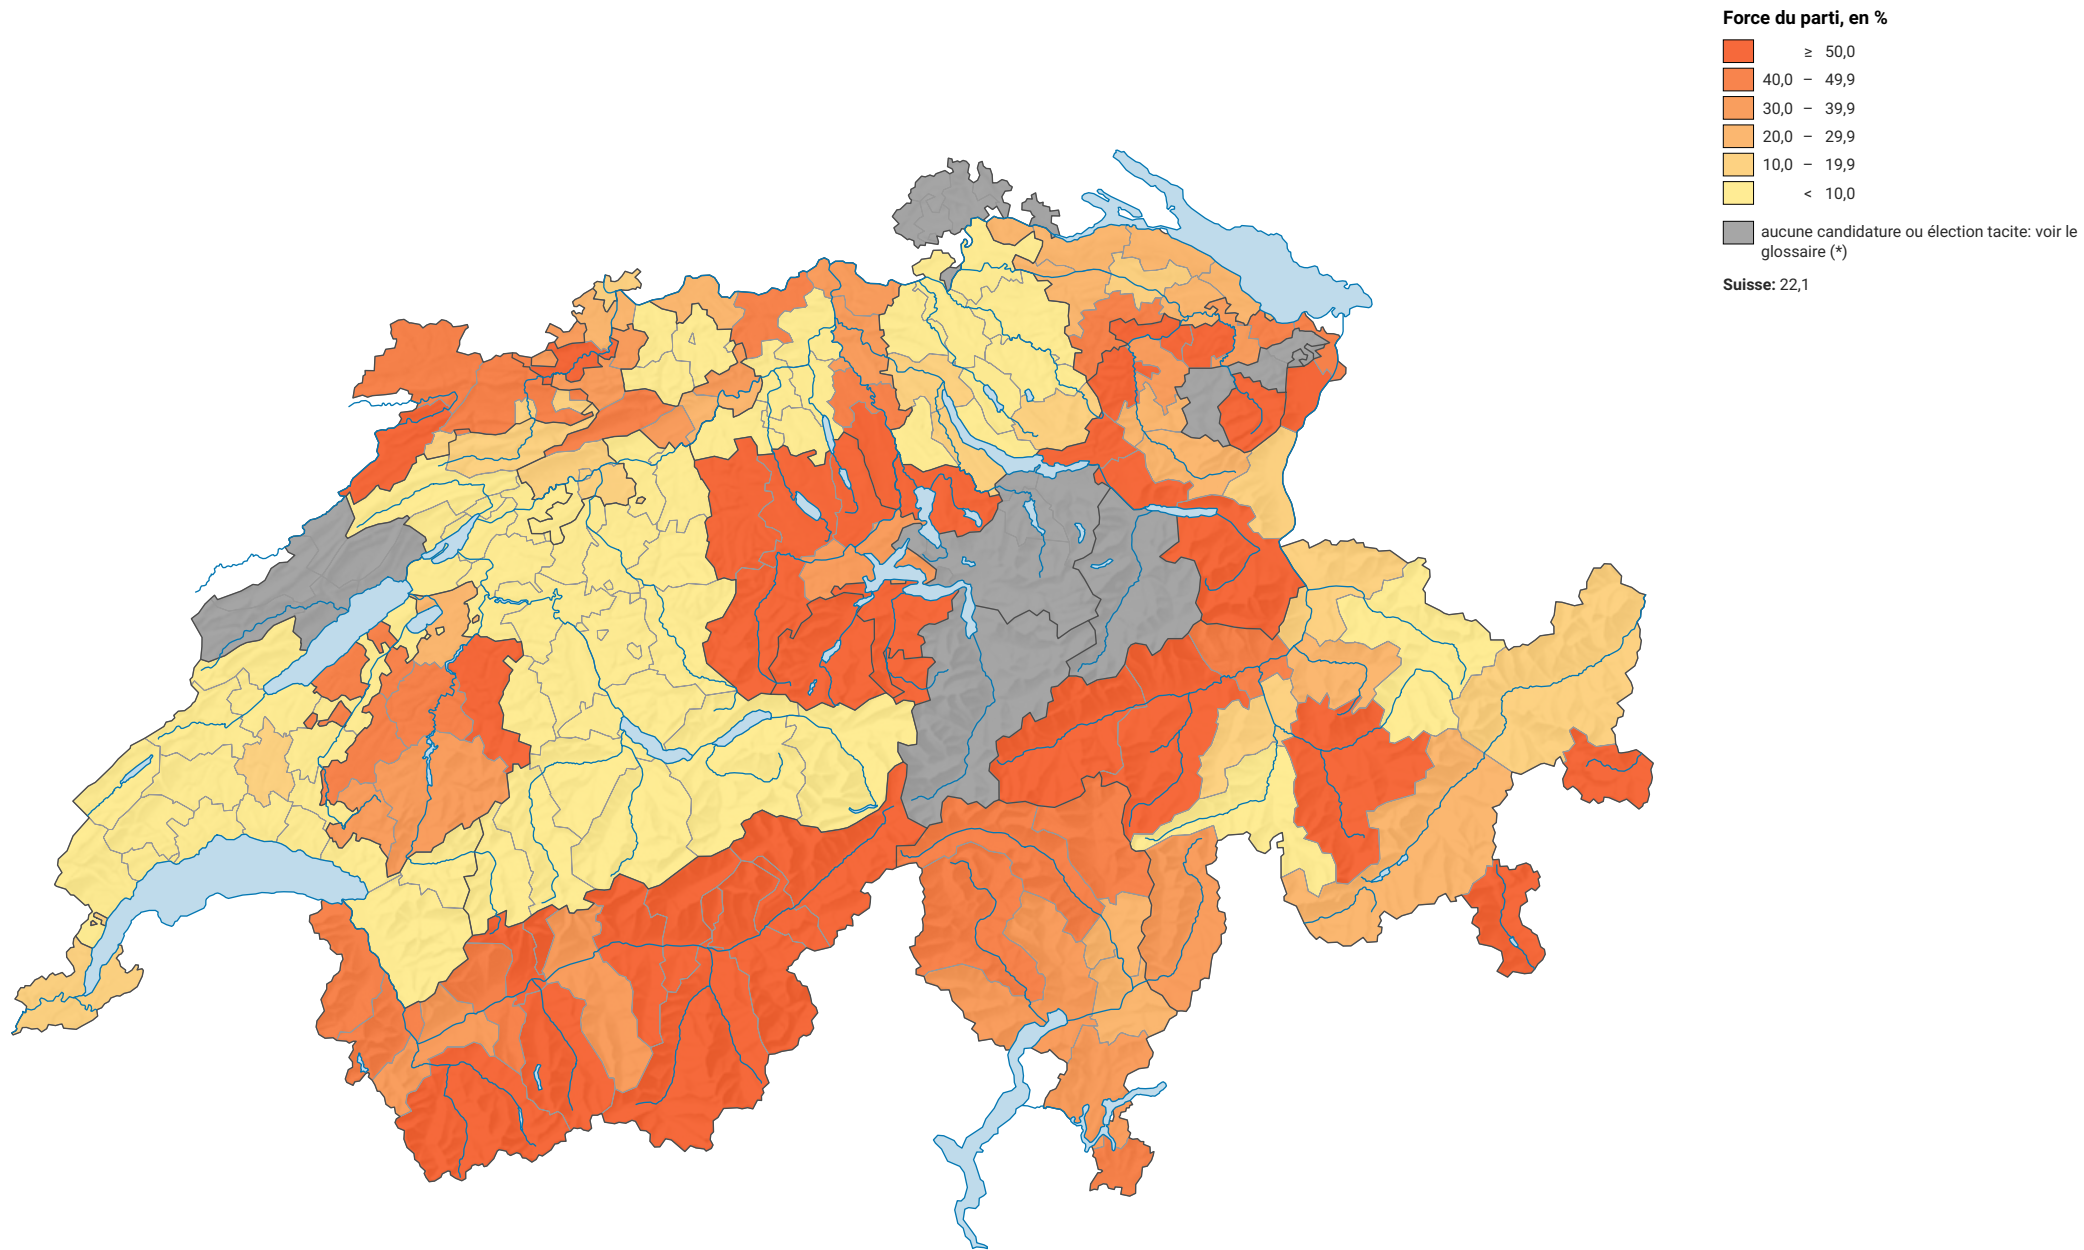 Force du parti, en %
≥ 50,0
40,0 – 49,9
30,0 – 39,9
20,0 – 29,9
10,0 – 19,9
< 10,0
aucune candidature ou élection tacite: voir le
glossaire (*)
Suisse: 22,1